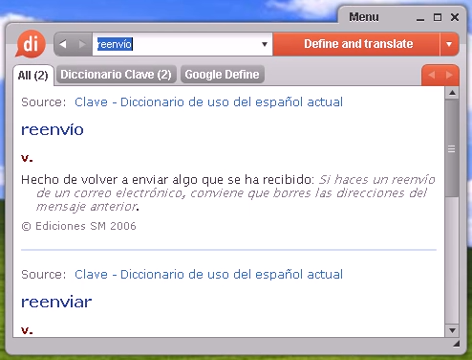 Menu
di
reenvío
Define and translate
All (2)
Diccionario Clave (2)
Google Define
Source: Clave - Diccionario de uso del español actual
reenvío
v.
Hecho de volver a enviar algo que se ha recibido: Si haces un reenvío
de un correo electrónico, conviene que borres las direcciones del
mensaje anterior.
© Ediciones SM 2006
Source: Clave - Diccionario de uso del español actual
reenviar
v.